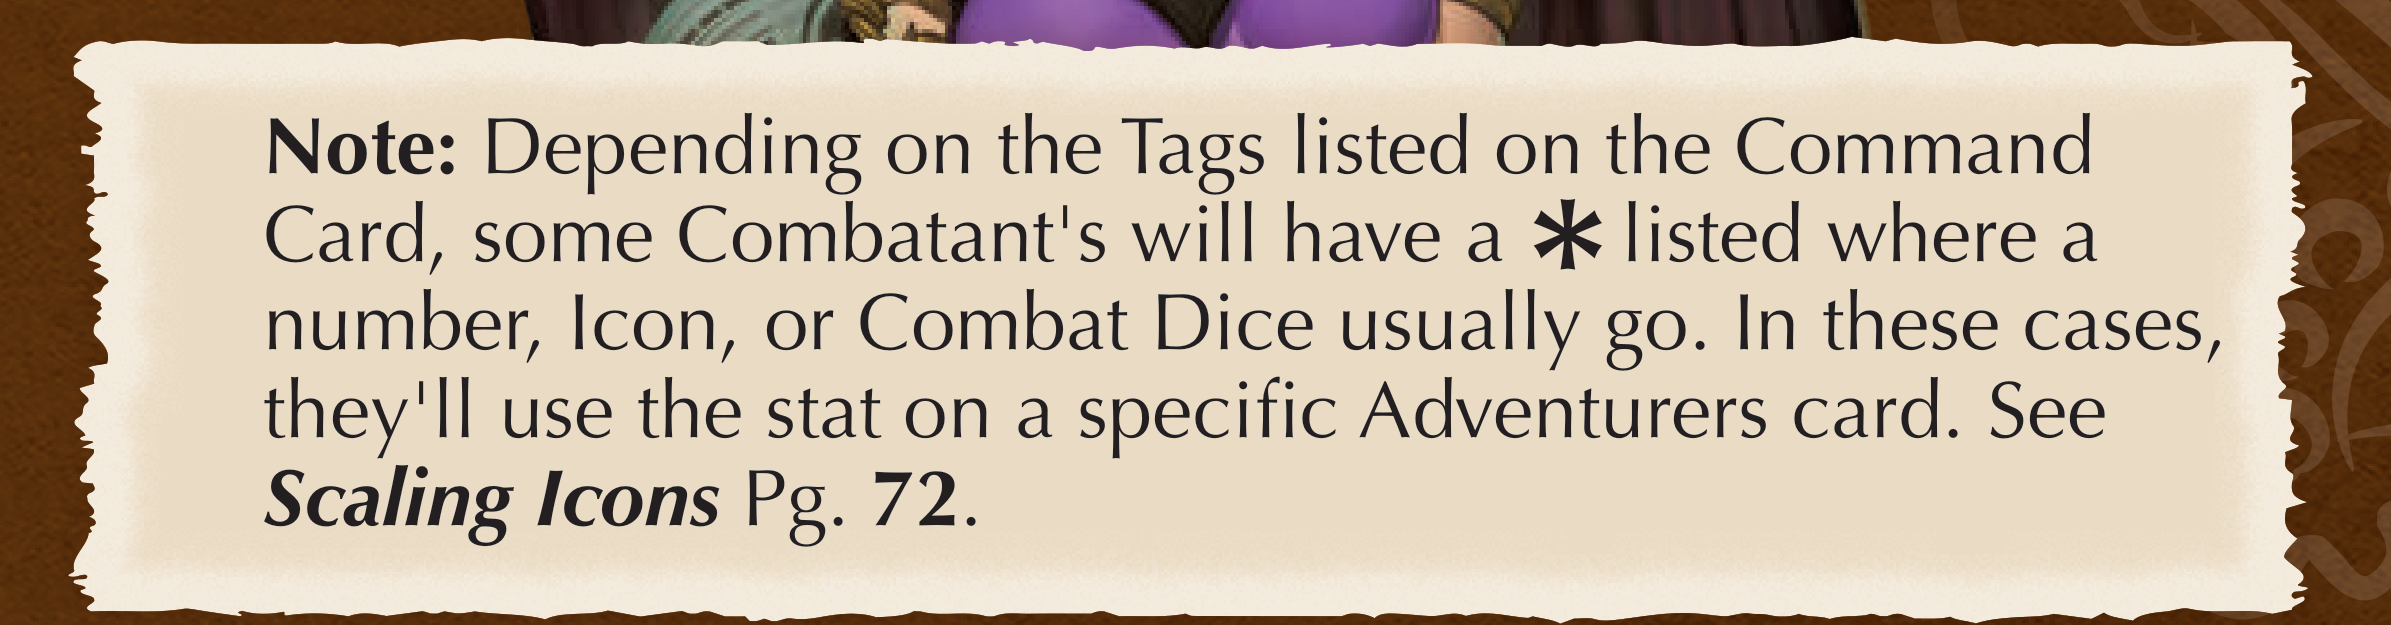 Note: Depending on the Tags listed on the Command
Card, some Combatant's will have a * listed where a
number, Icon, or Combat Dice usually go. In these cases,
they'll use the stat on a specific Adventurers card. See
Scaling Icons Pg. 72.